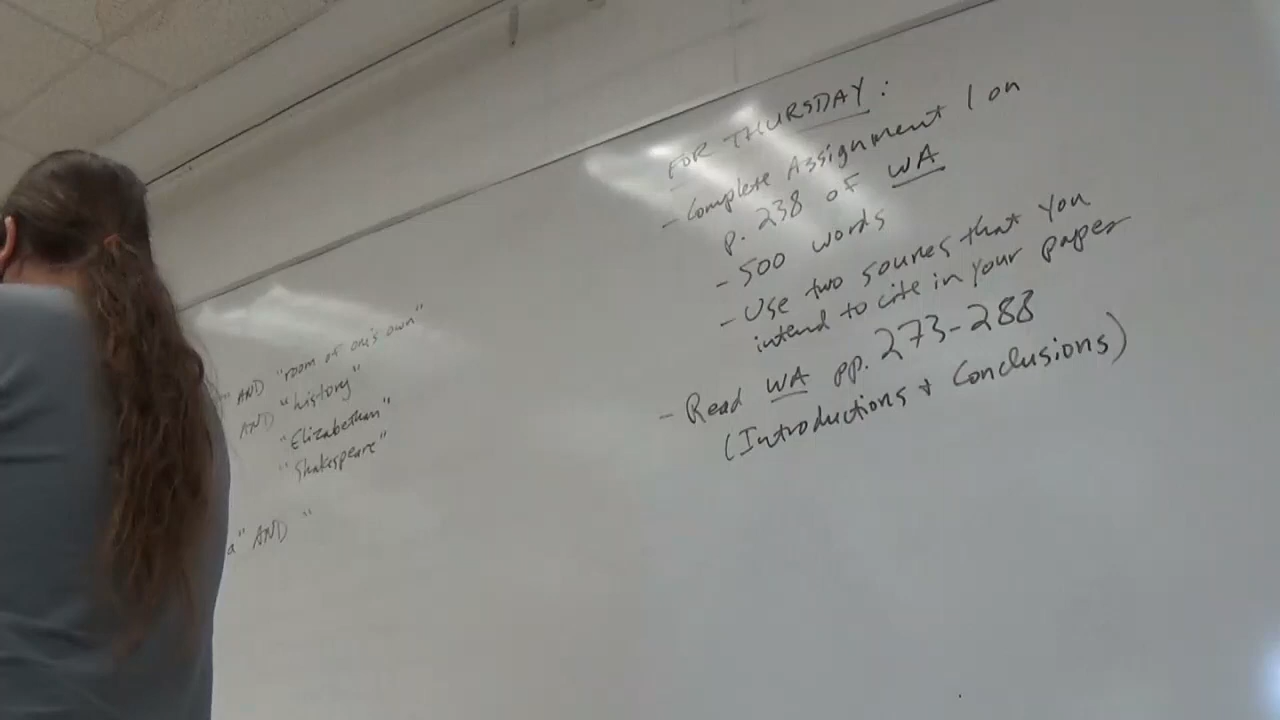 " AND "room of one's own"
AND "history"
"Elizabethan"
"Shakespeare"
a" AND "
FOR THURSDAY:
- Complete Assignment 1 on
p. 238 of WA
- 500 words
- Use two sources that you
intend to cite in your paper
- Read WA pp. 273-288
(Introductions + Conclusions)